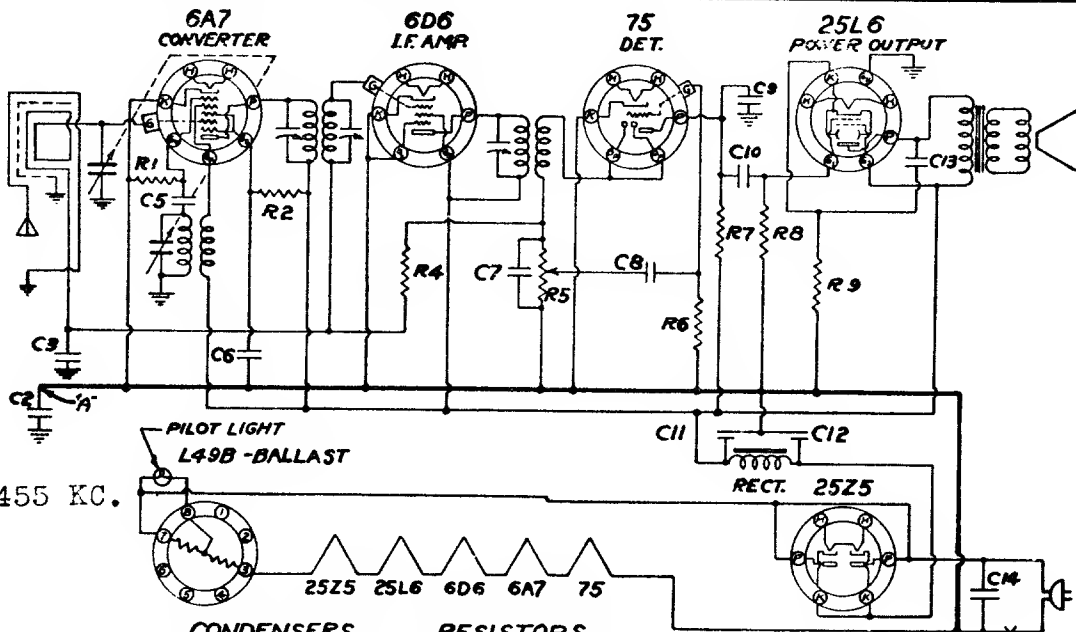 6A7
CONVERTER
6D6
I.F. AMP.
75
DET.
25L6
POWER OUTPUT
R1
C5
R2
C3
C6
R4
C7
R5
C8
R6
C9
C10
R7
R8
C13
R9
C2
"A"
C11
C12
RECT. 25Z5
PILOT LIGHT
L49B - BALLAST
455 KC.
25Z5 25L6 6D6 6A7 75
C14
CONDENSERS RESISTORS